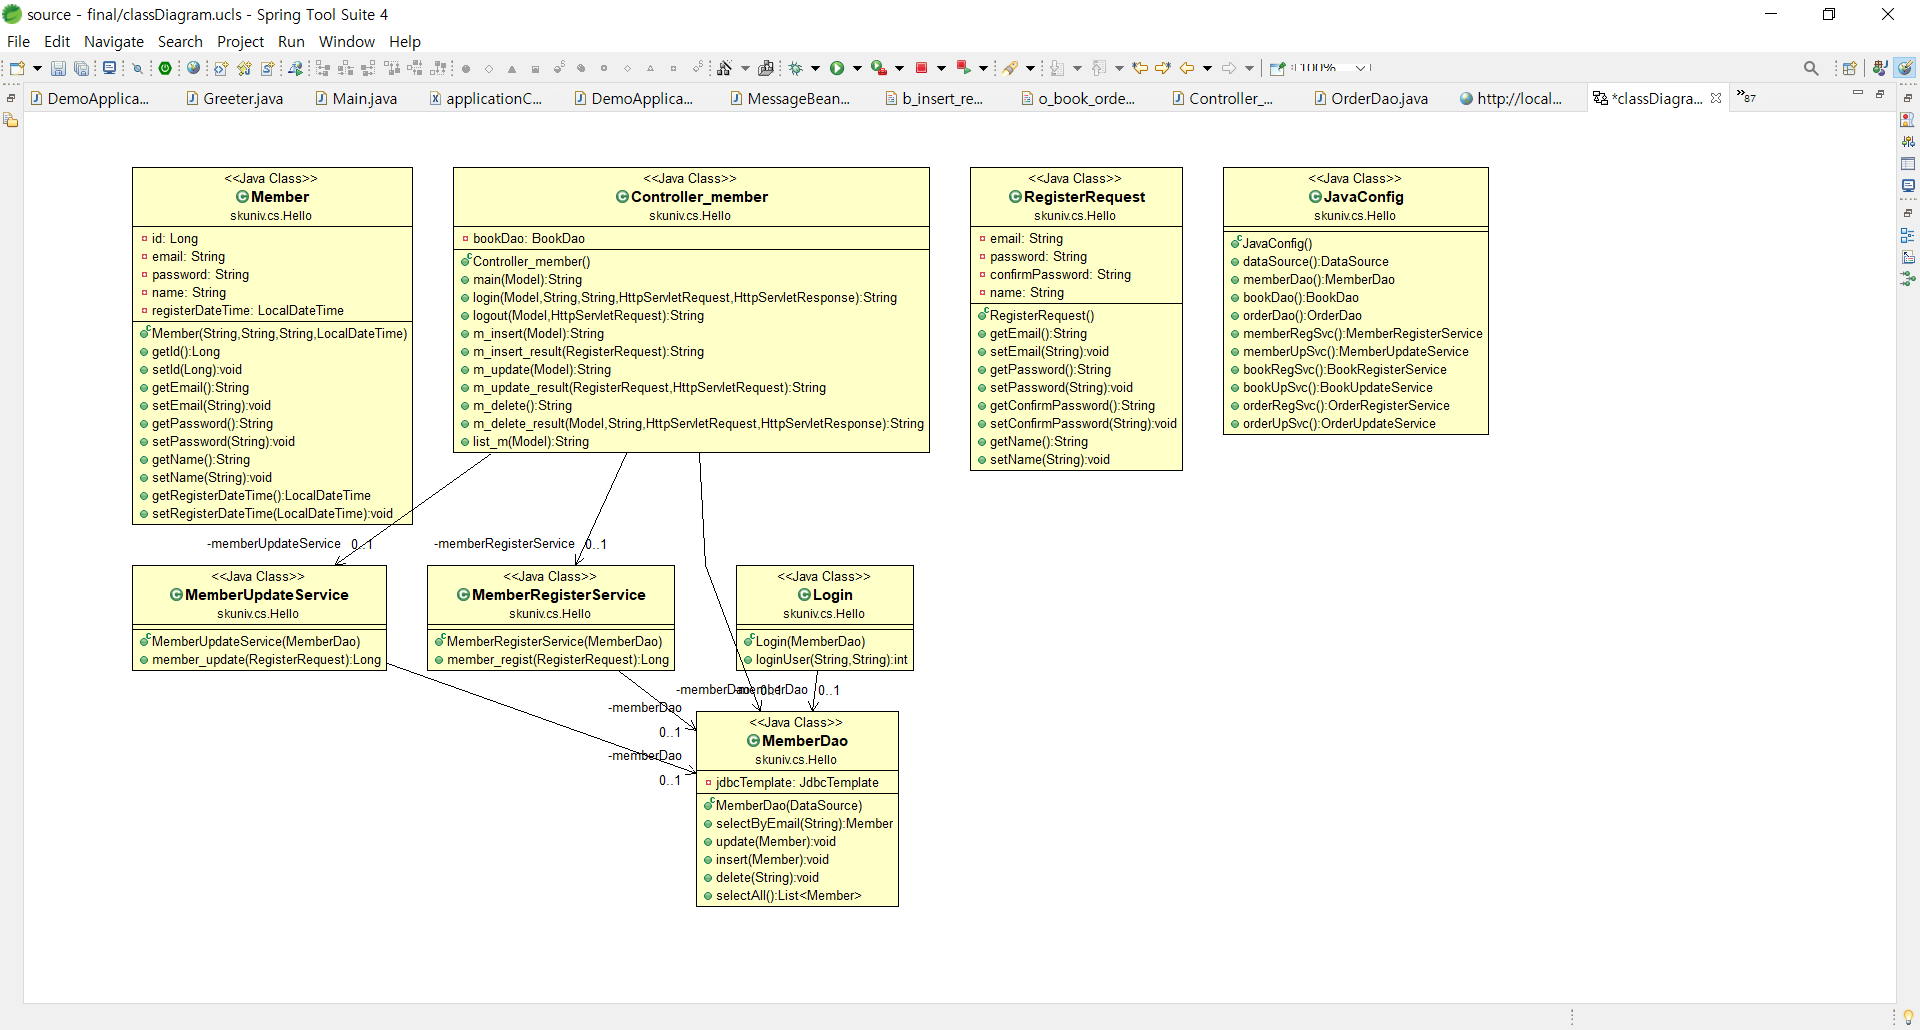 source - final/classDiagram.ucls - Spring Tool Suite 4
File Edit Navigate Search Project Run Window Help
100%
DemoApplica... Greeter.java Main.java applicationC... DemoApplica... MessageBean... b_insert_re... o_book_orde... Controller_... OrderDao.java http://local... *classDiagra... »87
<<Java Class>>
Member
skuniv.cs.Hello
id: Long
email: String
password: String
name: String
registerDateTime: LocalDateTime
Member(String,String,String,LocalDateTime)
getId():Long
setId(Long):void
getEmail():String
setEmail(String):void
getPassword():String
setPassword(String):void
getName():String
setName(String):void
getRegisterDateTime():LocalDateTime
setRegisterDateTime(LocalDateTime):void
<<Java Class>>
Controller_member
skuniv.cs.Hello
bookDao: BookDao
Controller_member()
main(Model):String
login(Model,String,String,HttpServletRequest,HttpServletResponse):String
logout(Model,HttpServletRequest):String
m_insert(Model):String
m_insert_result(RegisterRequest):String
m_update(Model):String
m_update_result(RegisterRequest,HttpServletRequest):String
m_delete():String
m_delete_result(Model,String,HttpServletRequest,HttpServletResponse):String
list_m(Model):String
<<Java Class>>
RegisterRequest
skuniv.cs.Hello
email: String
password: String
confirmPassword: String
name: String
RegisterRequest()
getEmail():String
setEmail(String):void
getPassword():String
setPassword(String):void
getConfirmPassword():String
setConfirmPassword(String):void
getName():String
setName(String):void
<<Java Class>>
JavaConfig
skuniv.cs.Hello
JavaConfig()
dataSource():DataSource
memberDao():MemberDao
bookDao():BookDao
orderDao():OrderDao
memberRegSvc():MemberRegisterService
memberUpSvc():MemberUpdateService
bookRegSvc():BookRegisterService
bookUpSvc():BookUpdateService
orderRegSvc():OrderRegisterService
orderUpSvc():OrderUpdateService
-memberUpdateService 0..1
-memberRegisterService 0..1
<<Java Class>>
MemberUpdateService
skuniv.cs.Hello
MemberUpdateService(MemberDao)
member_update(RegisterRequest):Long
<<Java Class>>
MemberRegisterService
skuniv.cs.Hello
MemberRegisterService(MemberDao)
member_regist(RegisterRequest):Long
<<Java Class>>
Login
skuniv.cs.Hello
Login(MemberDao)
loginUser(String,String):int
-memberDao 0..1
-memberDao 0..1
-memberDao
0..1
-memberDao
0..1
<<Java Class>>
MemberDao
skuniv.cs.Hello
jdbcTemplate: JdbcTemplate
MemberDao(DataSource)
selectByEmail(String):Member
update(Member):void
insert(Member):void
delete(String):void
selectAll():List<Member>